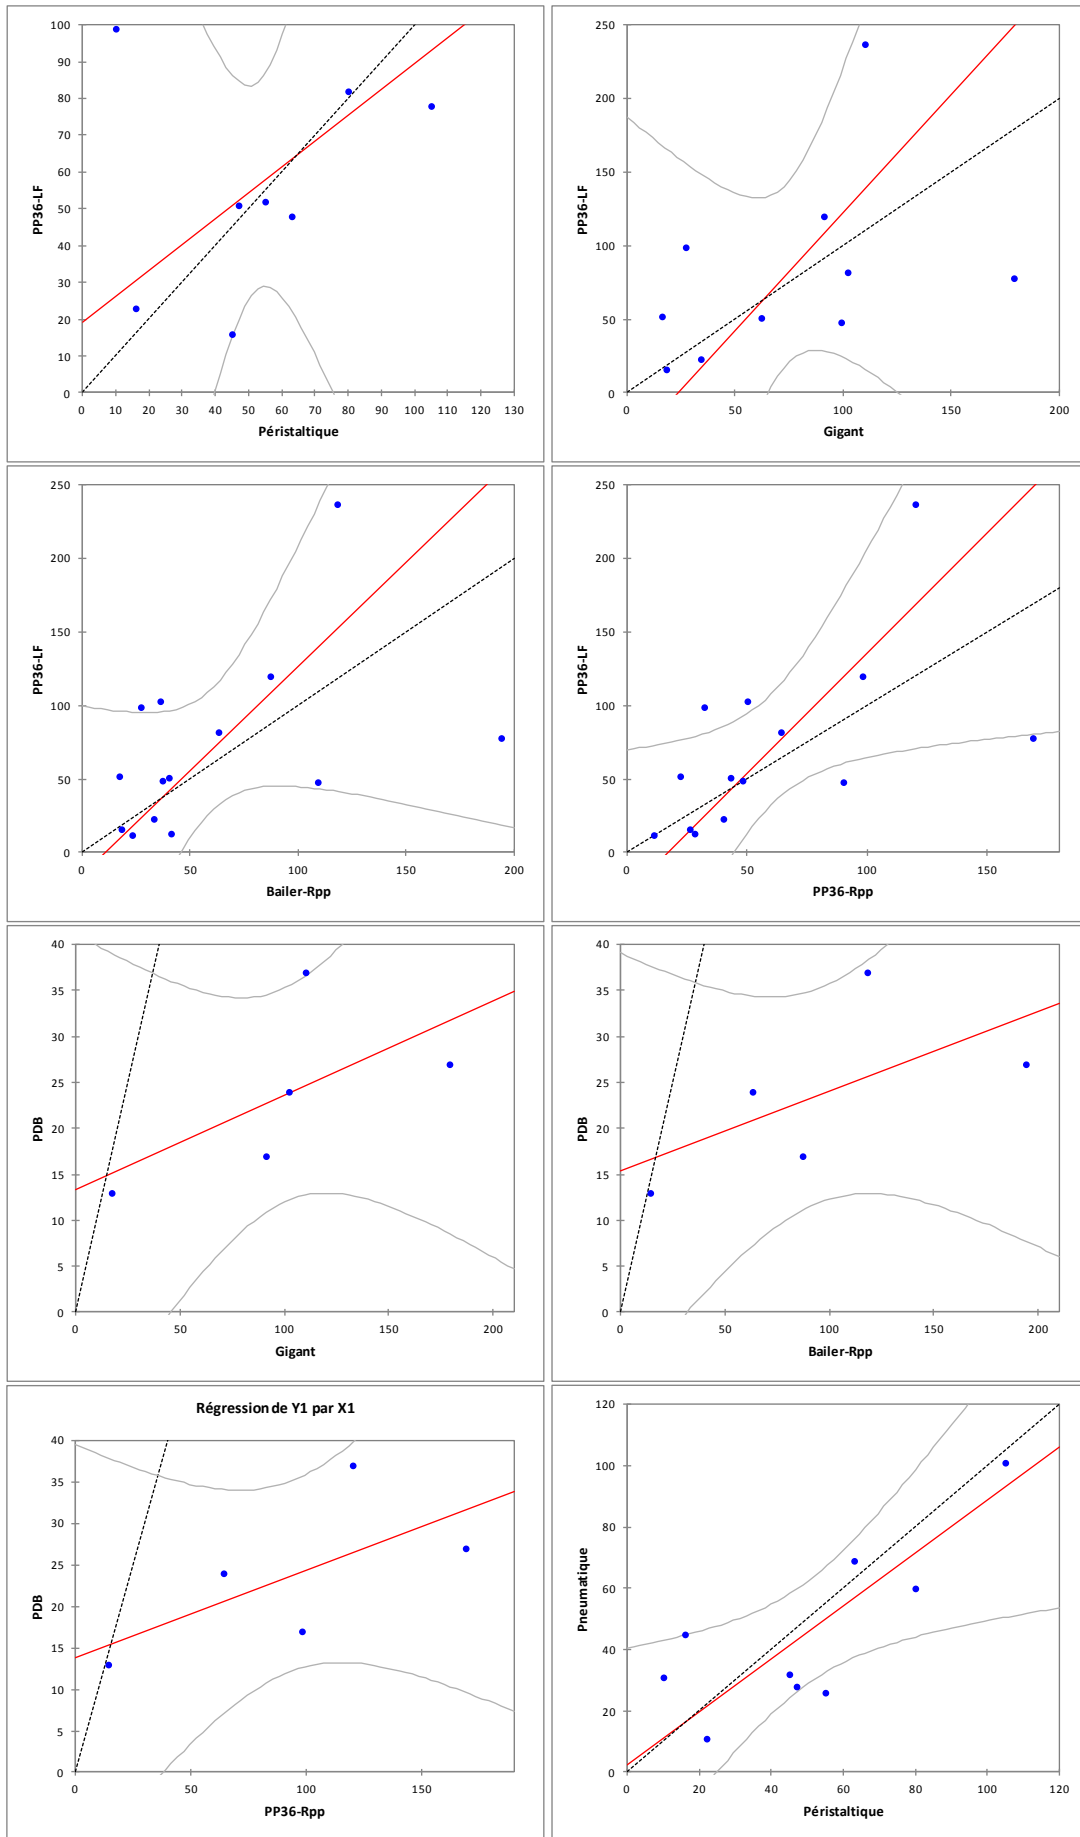 100
90
80
70
60
50
40
30
20
10
0
PP36-LF
0 10 20 30 40 50 60 70 80 90 100 110 120 130
Péristaltique
250
200
150
100
50
0
PP36-LF
0 50 100 150 200
Gigant
250
200
150
100
50
0
PP36-LF
0 50 100 150 200
Bailer-Rpp
250
200
150
100
50
0
PP36-LF
0 50 100 150
PP36-Rpp
40
35
30
25
20
15
10
5
0
PDB
0 50 100 150 200
Gigant
40
35
30
25
20
15
10
5
0
PDB
0 50 100 150 200
Bailer-Rpp
Régression de Y1 par X1
40
35
30
25
20
15
10
5
0
PDB
0 50 100 150
PP36-Rpp
120
100
80
60
40
20
0
Pneumatique
0 20 40 60 80 100 120
Péristaltique